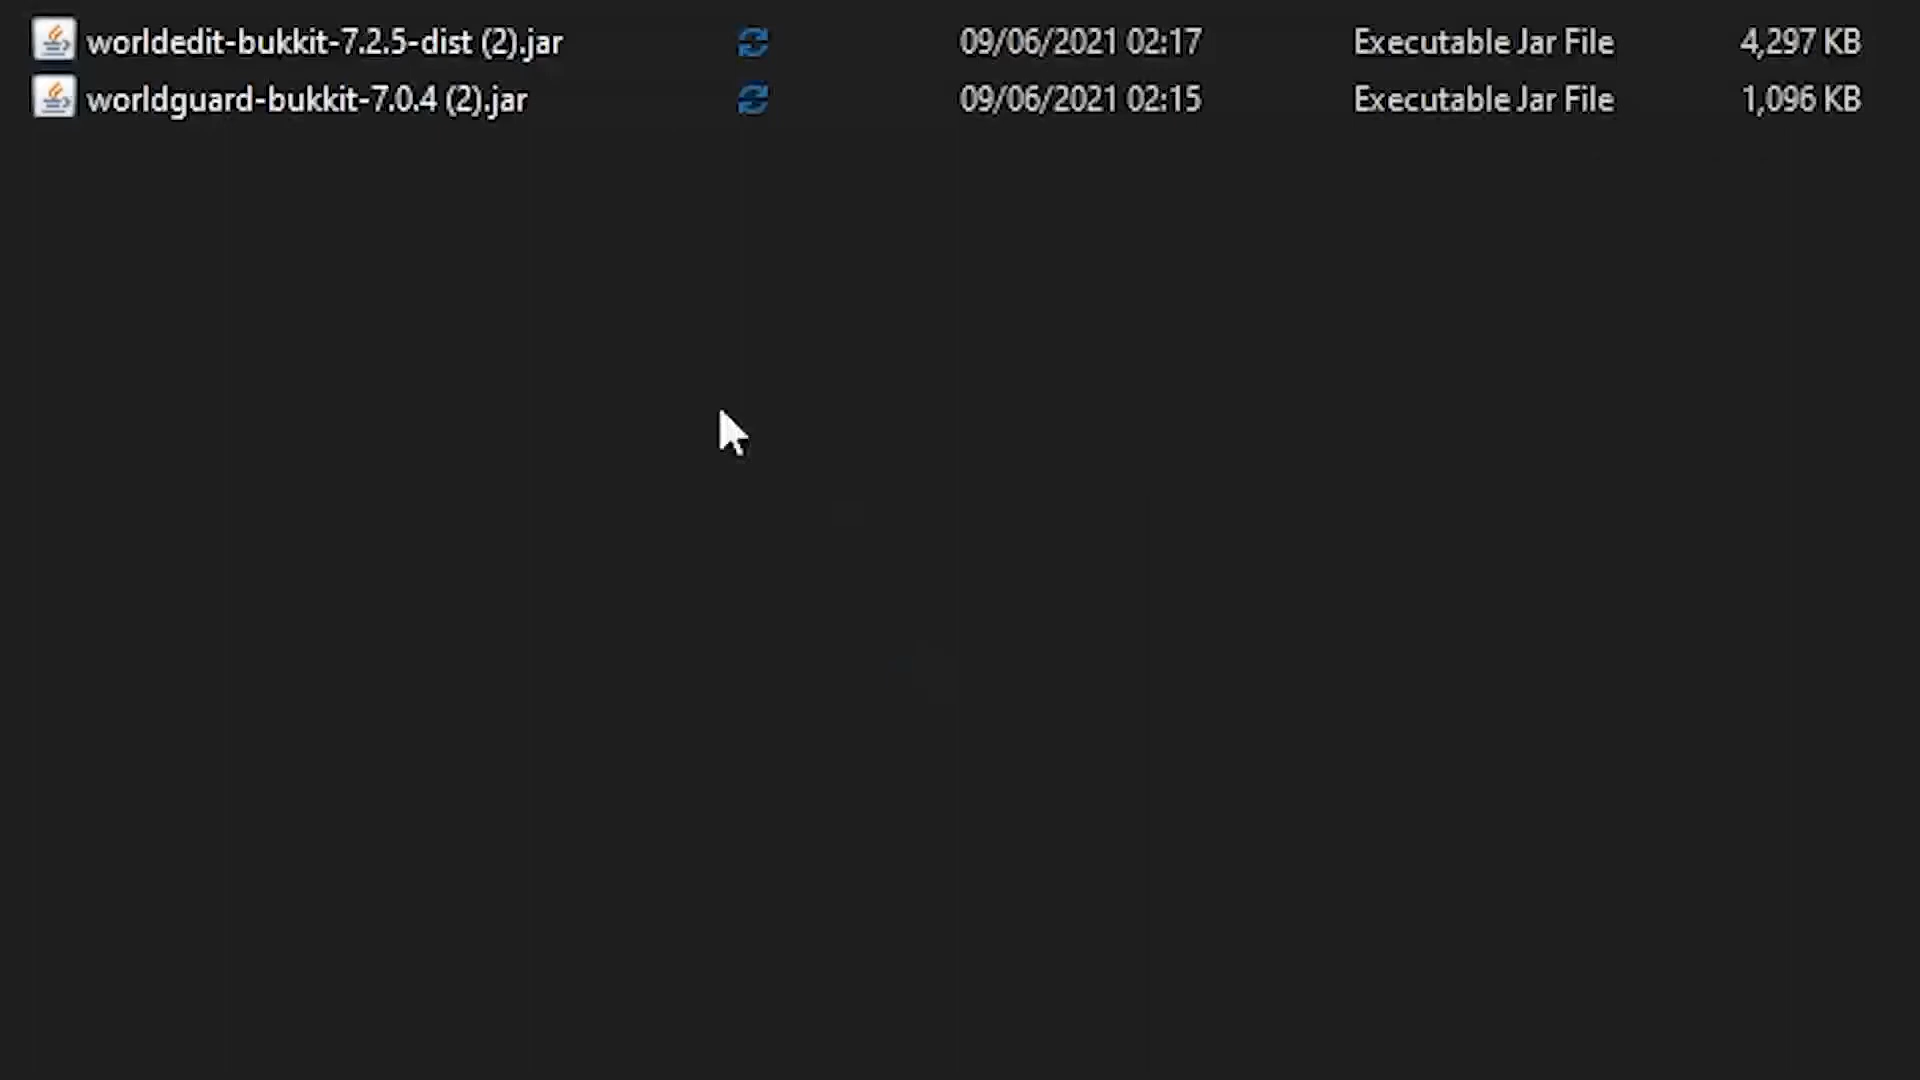 worldedit-bukkit-7.2.5-dist (2).jar 09/06/2021 02:17 Executable Jar File 4,297 KB
worldguard-bukkit-7.0.4 (2).jar 09/06/2021 02:15 Executable Jar File 1,096 KB